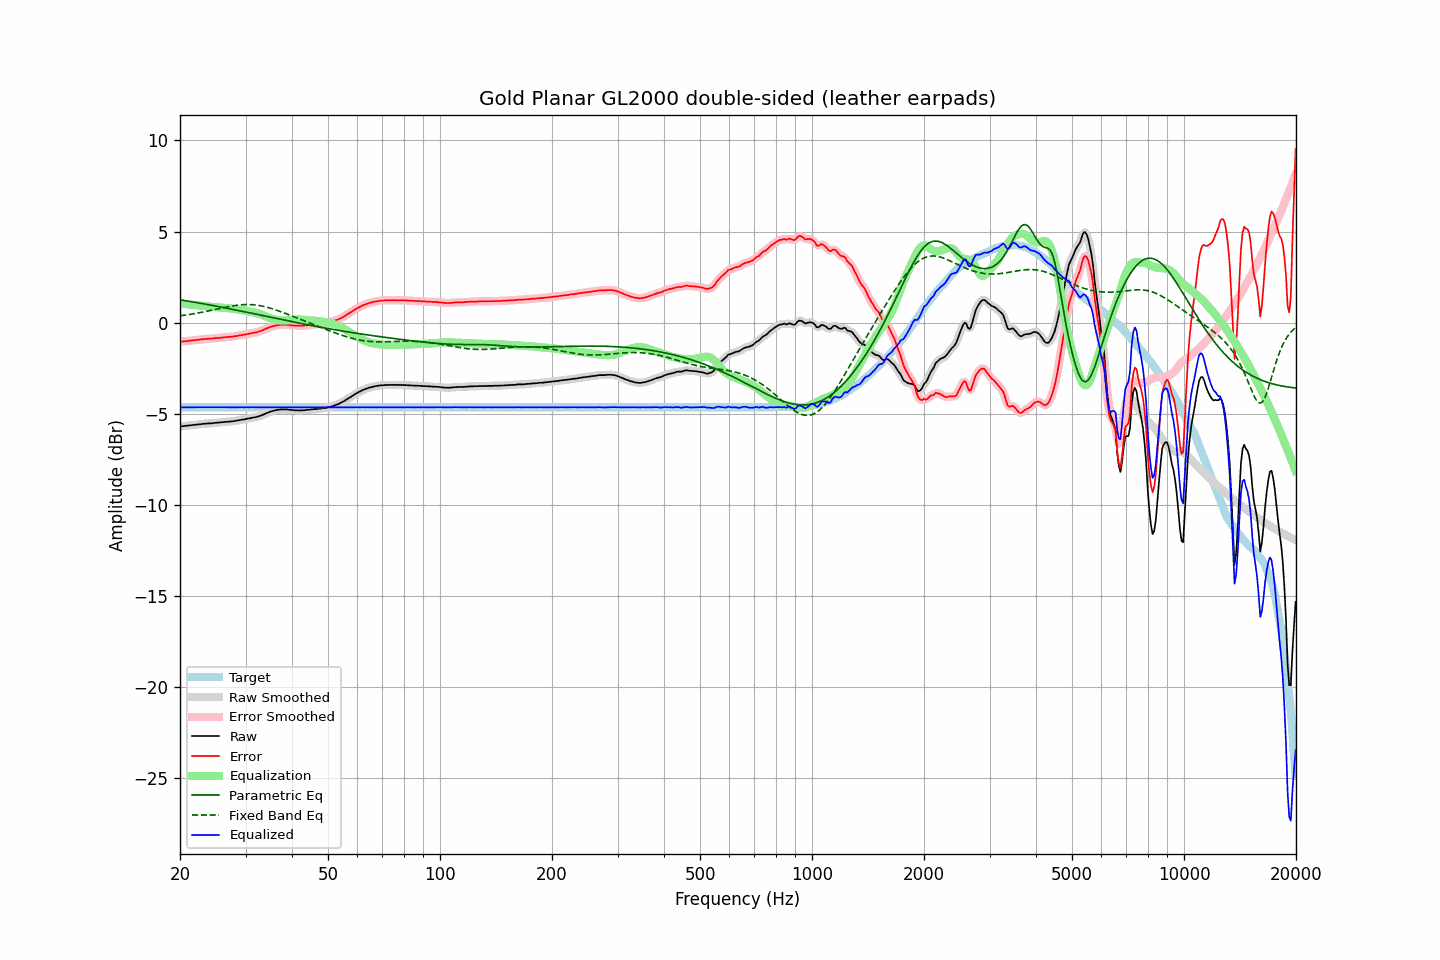 Gold Planar GL2000 double-sided (leather earpads)
Amplitude (dBr)
10
5
0
−5
−10
−15
−20
−25
Target
Raw Smoothed
Error Smoothed
Raw
Error
Equalization
Parametric Eq
Fixed Band Eq
Equalized
20 50 100 200 500 1000 2000 5000 10000 20000
Frequency (Hz)